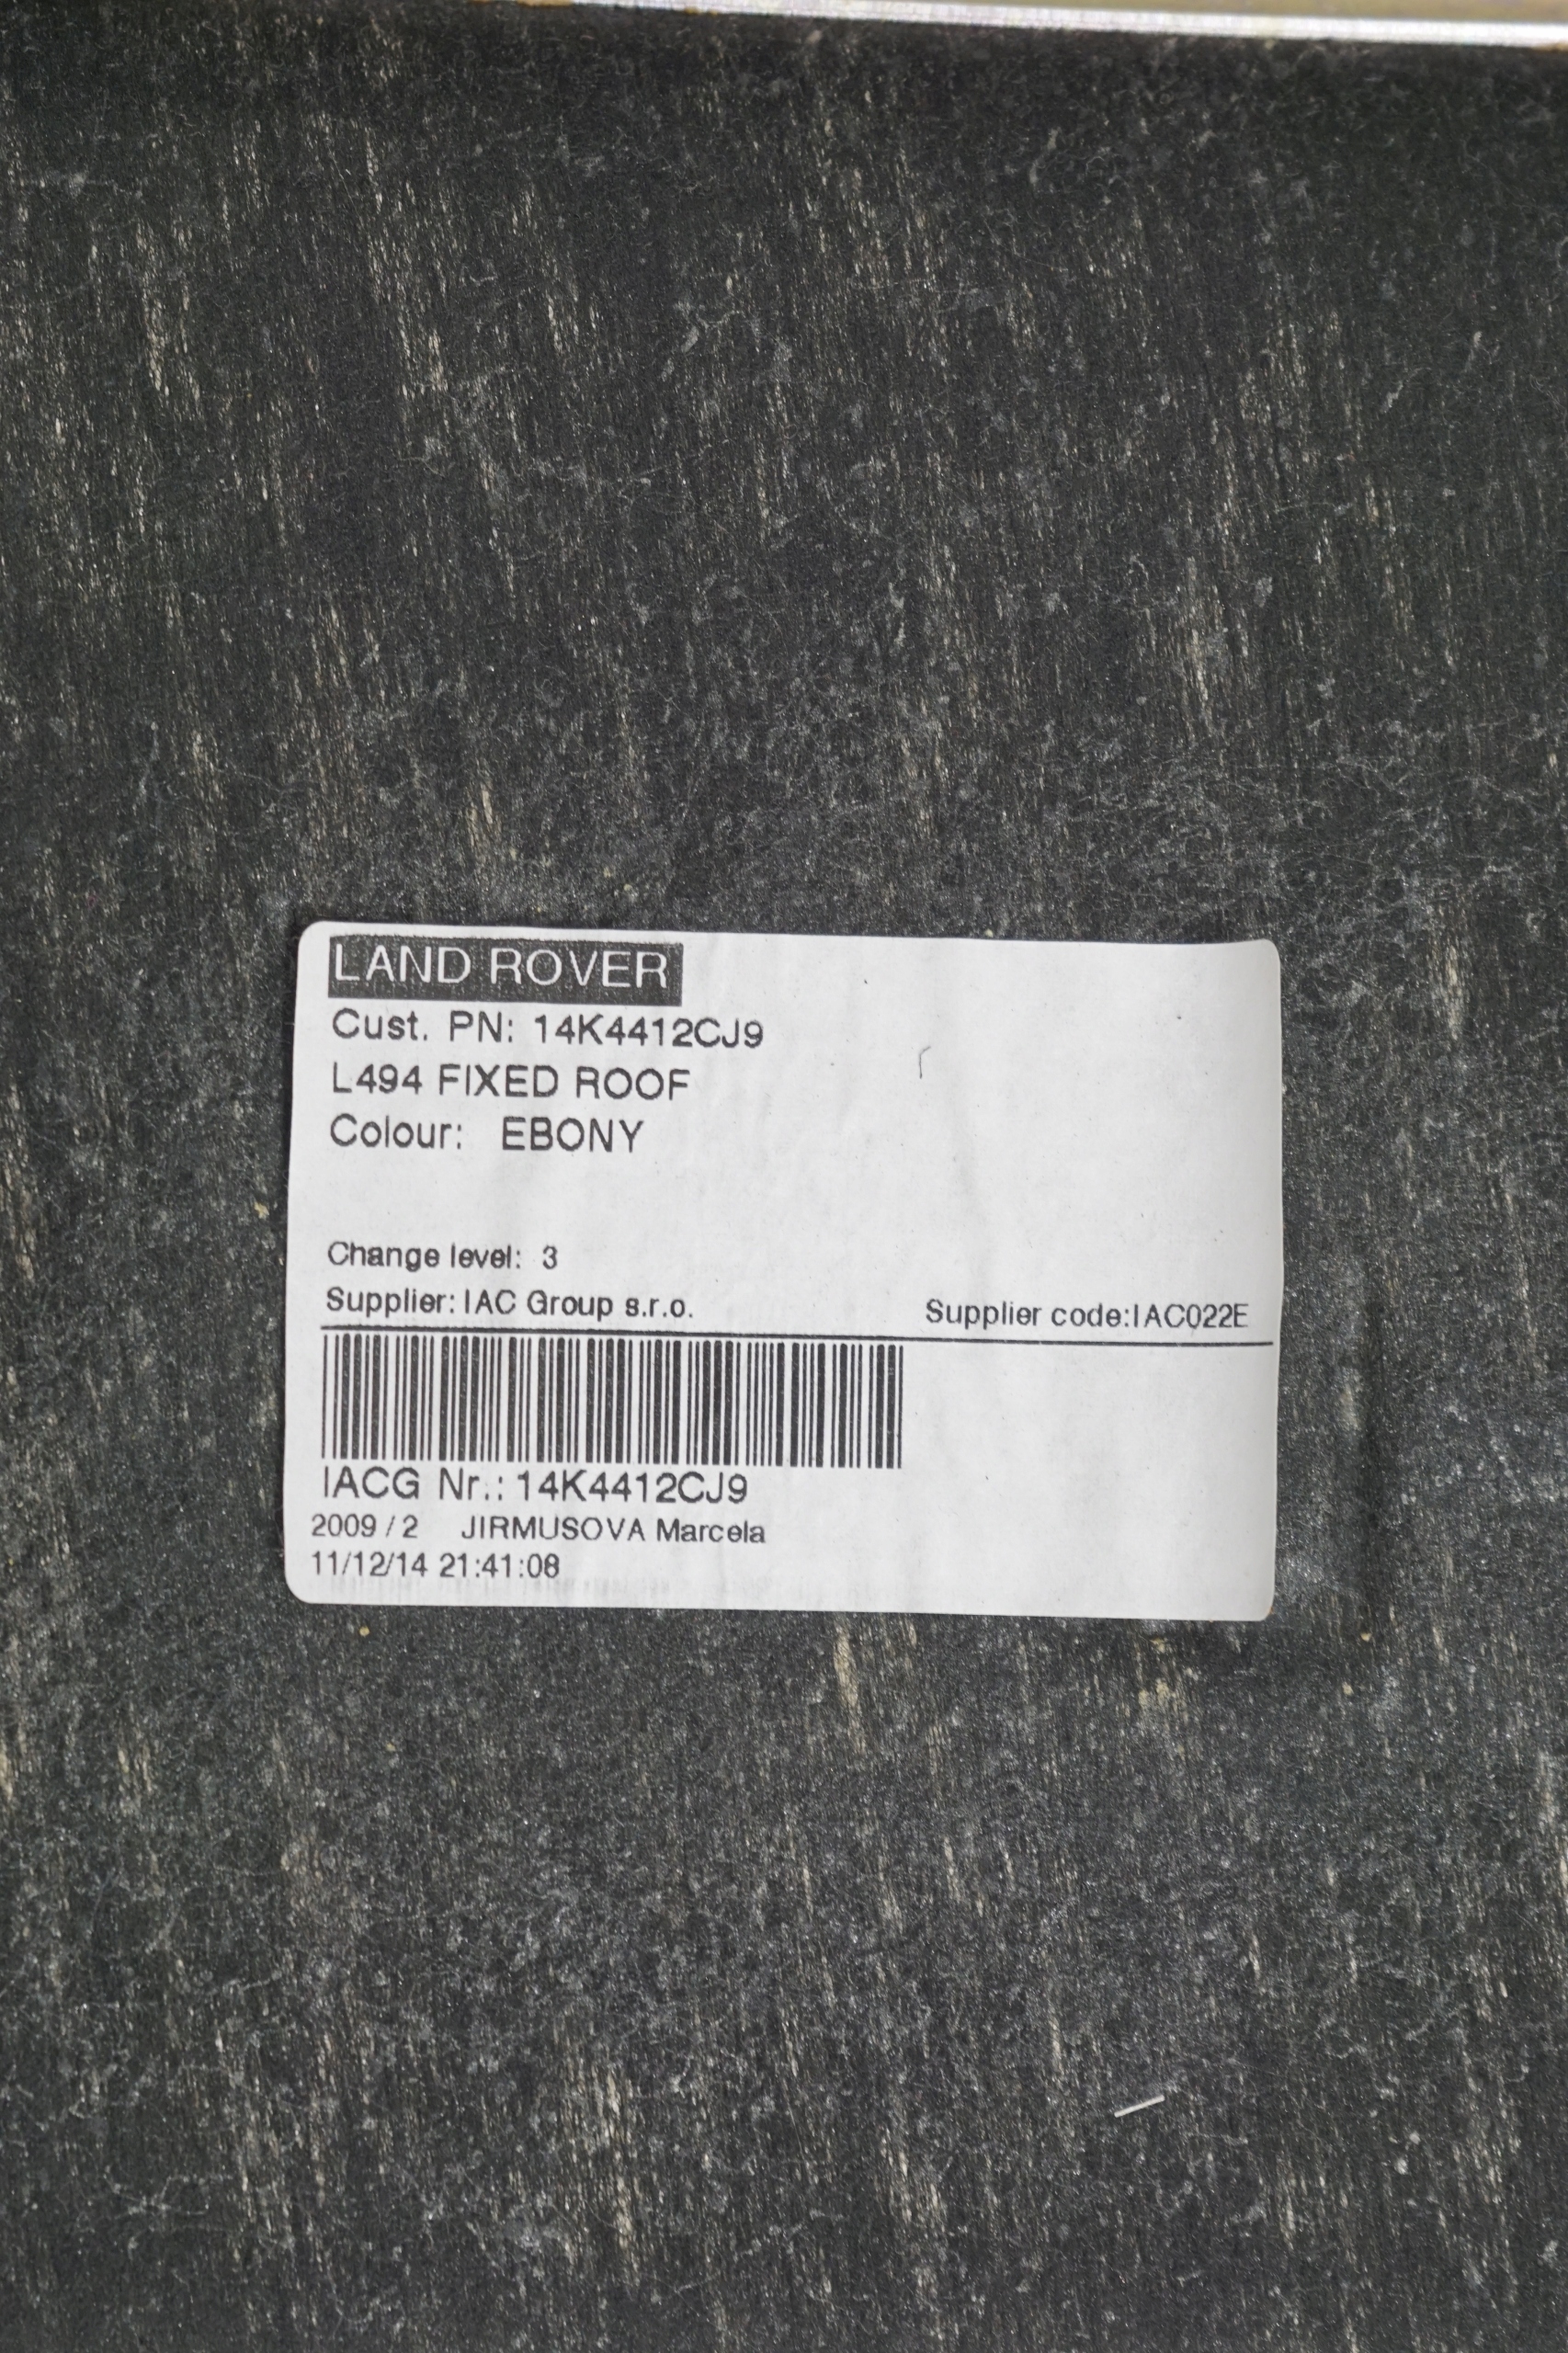 LAND ROVER
Cust. PN: 14K4412CJ9
L494 FIXED ROOF
Colour: EBONY
Change level: 3
Supplier: IAC Group s.r.o. Supplier code:IAC022E
IACG Nr.: 14K4412CJ9
2009 / 2 JIRMUSOVA Marcela
11/12/14 21:41:08